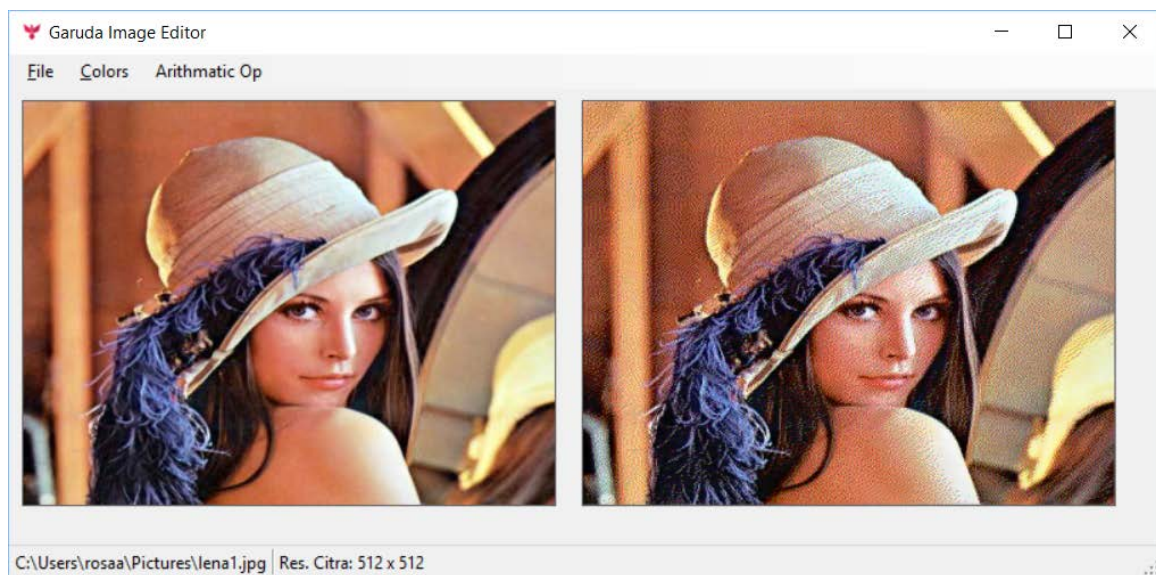 Garuda Image Editor
File Colors Arithmatic Op
C:\Users\rosaa\Pictures\lena1.jpg Res. Citra: 512 x 512